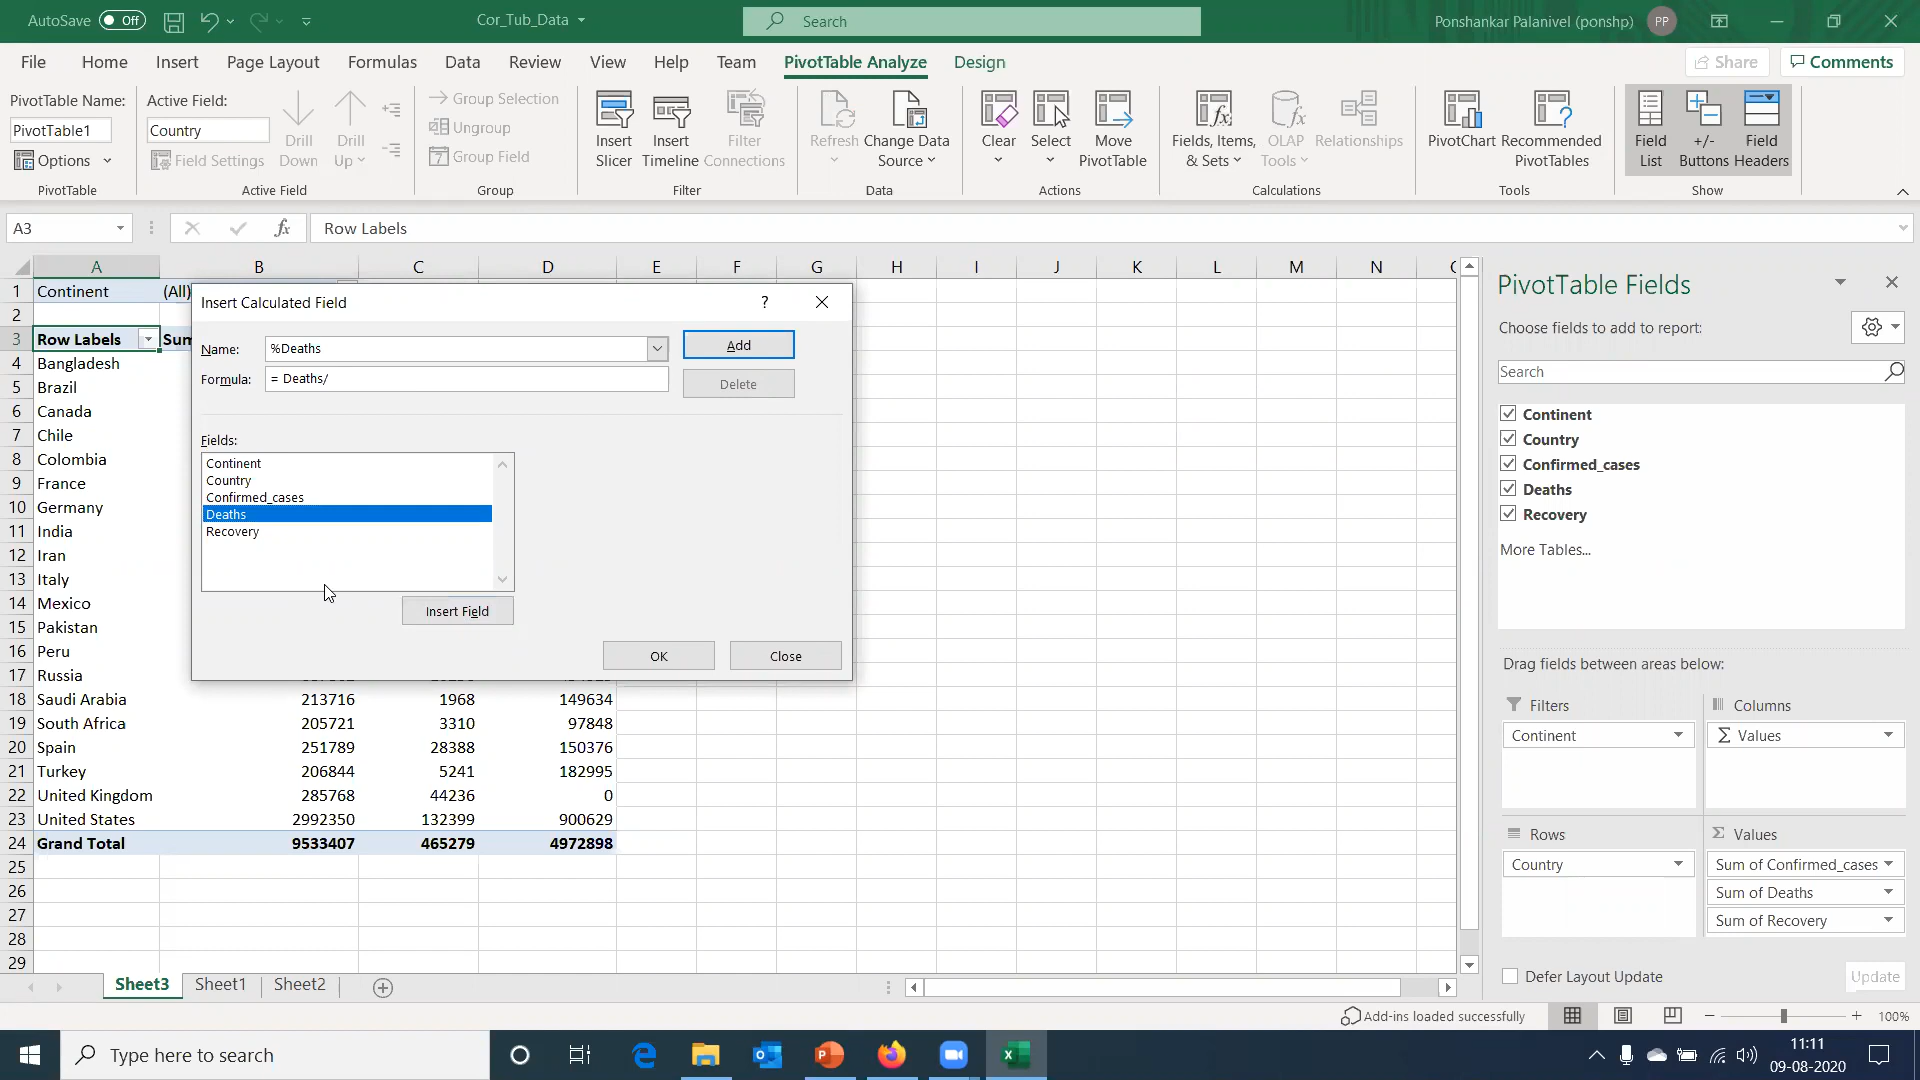 AutoSave Off
Cor_Tub_Data
Search
Ponshankar Palanivel (ponshp) PP
File Home Insert Page Layout Formulas Data Review View Help Team PivotTable Analyze Design
Share Comments
PivotTable Name:
PivotTable1
Options
PivotTable
Active Field:
Country
Field Settings
Drill Down
Drill Up
Active Field
Group Selection
Ungroup
Group Field
Group
Insert Slicer
Insert Timeline
Filter Connections
Filter
Refresh
Change Data Source
Data
Clear
Select
Move PivotTable
Actions
Fields, Items, & Sets
OLAP Tools
Relationships
Calculations
PivotChart
Recommended PivotTables
Tools
Field List
+/- Buttons
Field Headers
Show
A3
fx
Row Labels
A B C D E F G H I J K L M N
1 Continent (All)
2
3 Row Labels
4 Bangladesh
5 Brazil
6 Canada
7 Chile
8 Colombia
9 France
10 Germany
11 India
12 Iran
13 Italy
14 Mexico
15 Pakistan
16 Peru
17 Russia
18 Saudi Arabia 213716 1968 149634
19 South Africa 205721 3310 97848
20 Spain 251789 28388 150376
21 Turkey 206844 5241 182995
22 United Kingdom 285768 44236 0
23 United States 2992350 132399 900629
24 Grand Total 9533407 465279 4972898
25
26
27
28
29
Insert Calculated Field
?
Name: %Deaths
Add
Formula: = Deaths/
Delete
Fields:
Continent
Country
Confirmed_cases
Deaths
Recovery
Insert Field
OK Close
PivotTable Fields
Choose fields to add to report:
Search
Continent
Country
Confirmed_cases
Deaths
Recovery
More Tables...
Drag fields between areas below:
Filters
Continent
Columns
Σ Values
Rows
Country
Σ Values
Sum of Confirmed_cases
Sum of Deaths
Sum of Recovery
Defer Layout Update
Update
Sheet3 Sheet1 Sheet2
Add-ins loaded successfully
100%
Type here to search
11:11
09-08-2020